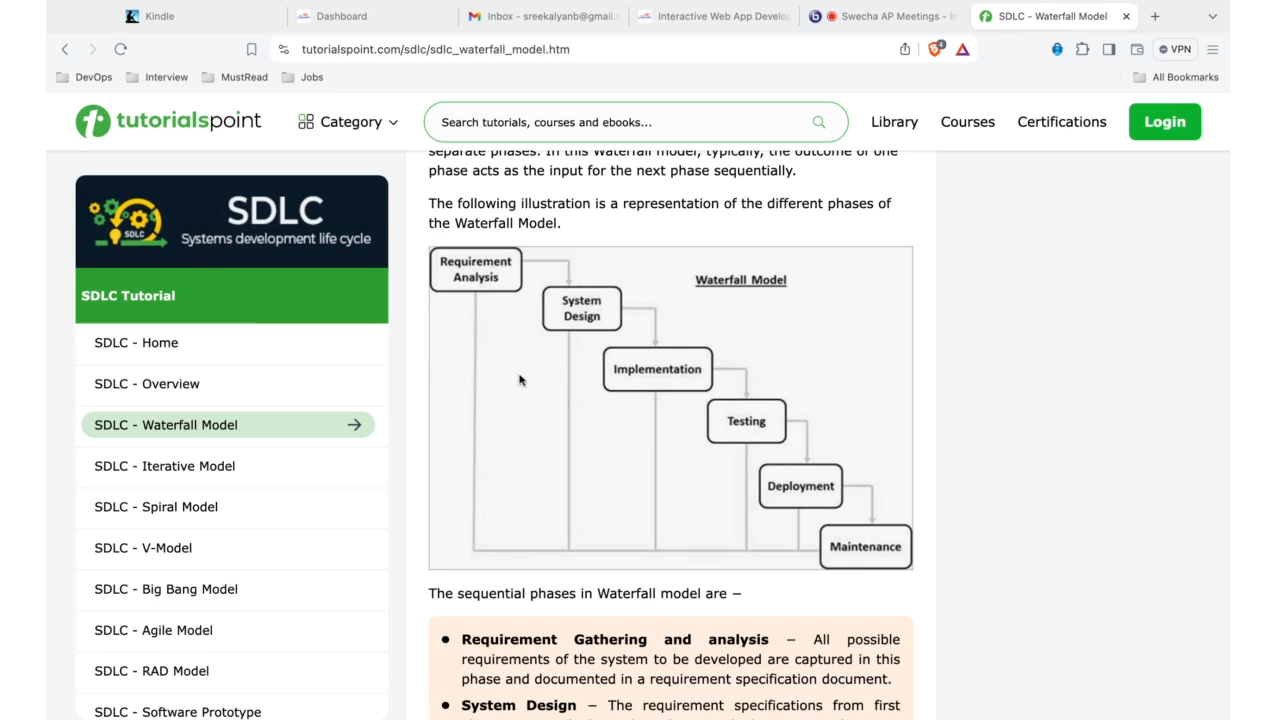 Kindle
Dashboard
Inbox - sreekalyanb@gmail.c
Interactive Web App Develop
Swecha AP Meetings - In
SDLC - Waterfall Model
tutorialspoint.com/sdlc/sdlc_waterfall_model.htm
4
VPN
DevOps
Interview
MustRead
Jobs
All Bookmarks
tutorialspoint
Category
Search tutorials, courses and ebooks...
Library
Courses
Certifications
Login
SDLC
SDLC
Systems development life cycle
SDLC Tutorial
SDLC - Home
SDLC - Overview
SDLC - Waterfall Model
SDLC - Iterative Model
SDLC - Spiral Model
SDLC - V-Model
SDLC - Big Bang Model
SDLC - Agile Model
SDLC - RAD Model
SDLC - Software Prototype
separate phases. In this Waterfall model, typically, the outcome of one
phase acts as the input for the next phase sequentially.
The following illustration is a representation of the different phases of
the Waterfall Model.
Waterfall Model
Requirement
Analysis
System
Design
Implementation
Testing
Deployment
Maintenance
The sequential phases in Waterfall model are −
Requirement Gathering and analysis − All possible
requirements of the system to be developed are captured in this
phase and documented in a requirement specification document.
System Design − The requirement specifications from first